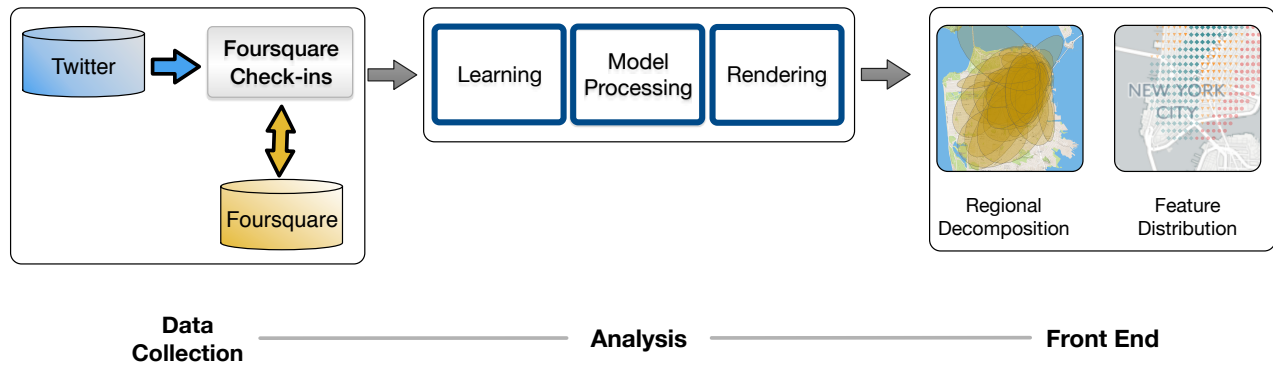 Twitter
Foursquare
Check-ins
Foursquare
Learning
Model
Processing
Rendering
NEW YORK
CITY
Regional
Decomposition
Feature
Distribution
Data
Collection
Analysis
Front End